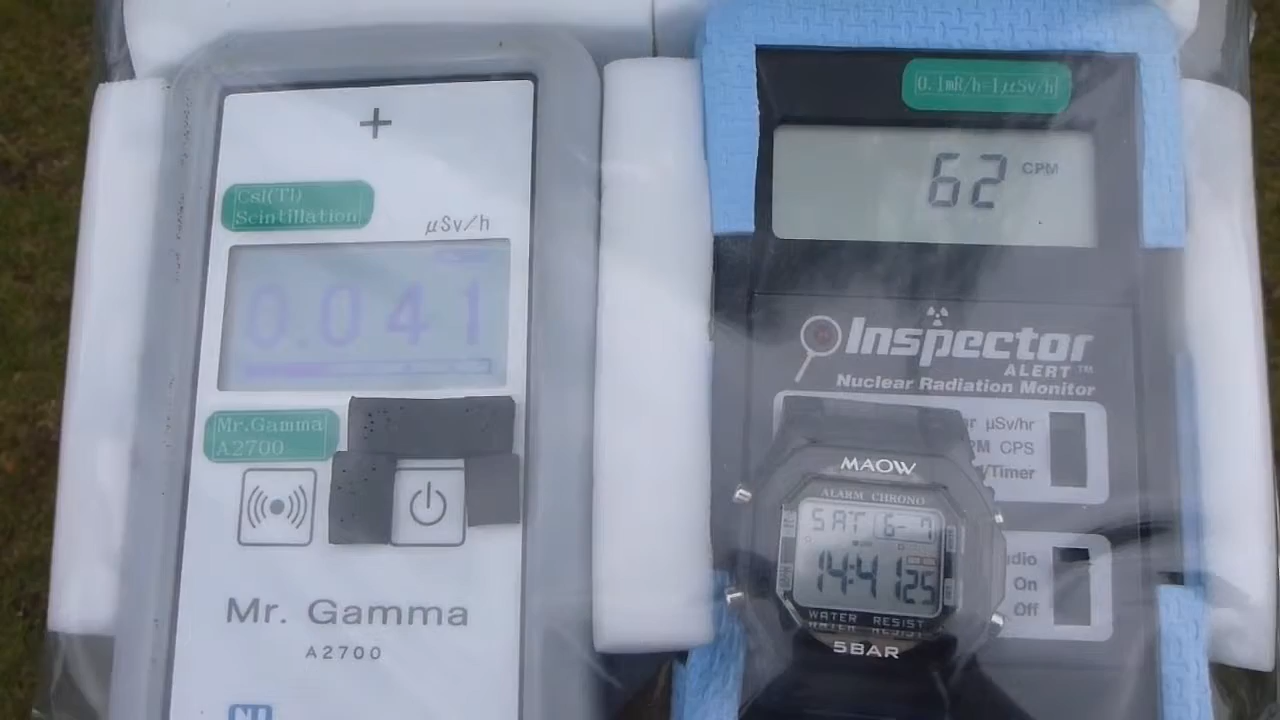 +
CsI(Tl)
Scintillation
μSv/h
0.041
Mr.Gamma
A2700
Mr. Gamma
A2700
0.1mR/h=1μSv/h
62 CPM
Inspector
ALERT™
Nuclear Radiation Monitor
μSv/hr
CPS
/Timer
On
Off
MAOW
ALARM CHRONO
SAT 6-7
14:41 25
WATER RESIST
5BAR